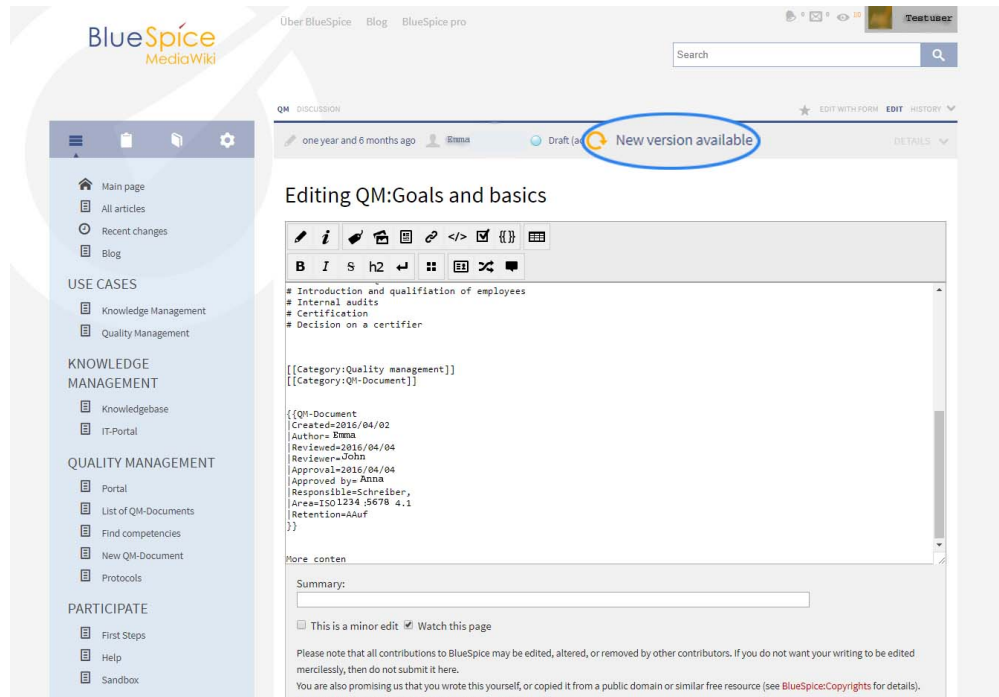 BlueSpice
MediaWiki
Über BlueSpice Blog BlueSpice pro
Testuser
Search
QM DISCUSSION
EDIT WITH FORM EDIT HISTORY
one year and 6 months ago Emma Draft (ac New version available DETAILS
Main page
All articles
Recent changes
Blog
USE CASES
Knowledge Management
Quality Management
KNOWLEDGE
MANAGEMENT
Knowledgebase
IT-Portal
QUALITY MANAGEMENT
Portal
List of QM-Documents
Find competencies
New QM-Document
Protocols
PARTICIPATE
First Steps
Help
Sandbox
Editing QM:Goals and basics
i </> {{}}
B I S h2
# Introduction and qualifiation of employees
# Internal audits
# Certification
# Decision on a certifier
[[Category:Quality management]]
[[Category:QM-Document]]
{{QM-Document
|Created=2016/04/02
|Author= Emma
|Reviewed=2016/04/04
|Reviewer=John
|Approval=2016/04/04
|Approved by= Anna
|Responsible=Schreiber,
|Area=ISO1234 :5678 4.1
|Retention=AAuf
}}
More conten
Summary:
This is a minor edit Watch this page
Please note that all contributions to BlueSpice may be edited, altered, or removed by other contributors. If you do not want your writing to be edited
mercilessly, then do not submit it here.
You are also promising us that you wrote this yourself, or copied it from a public domain or similar free resource (see BlueSpice:Copyrights for details).